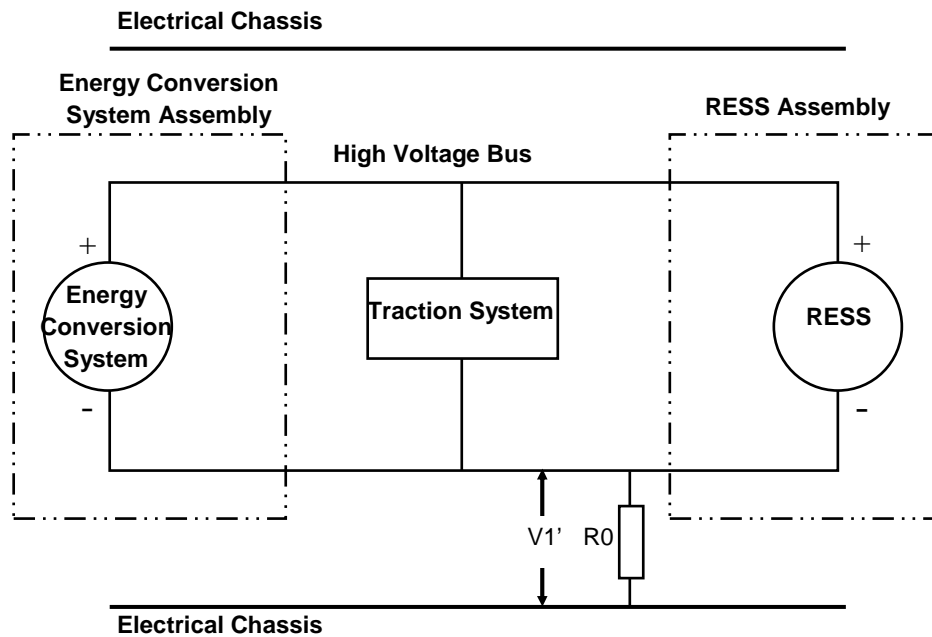 Electrical Chassis
Energy Conversion
System Assembly
RESS Assembly
High Voltage Bus
+
+
Energy
Conversion
System
Traction System
RESS
-
-
V1’
R0
Electrical Chassis